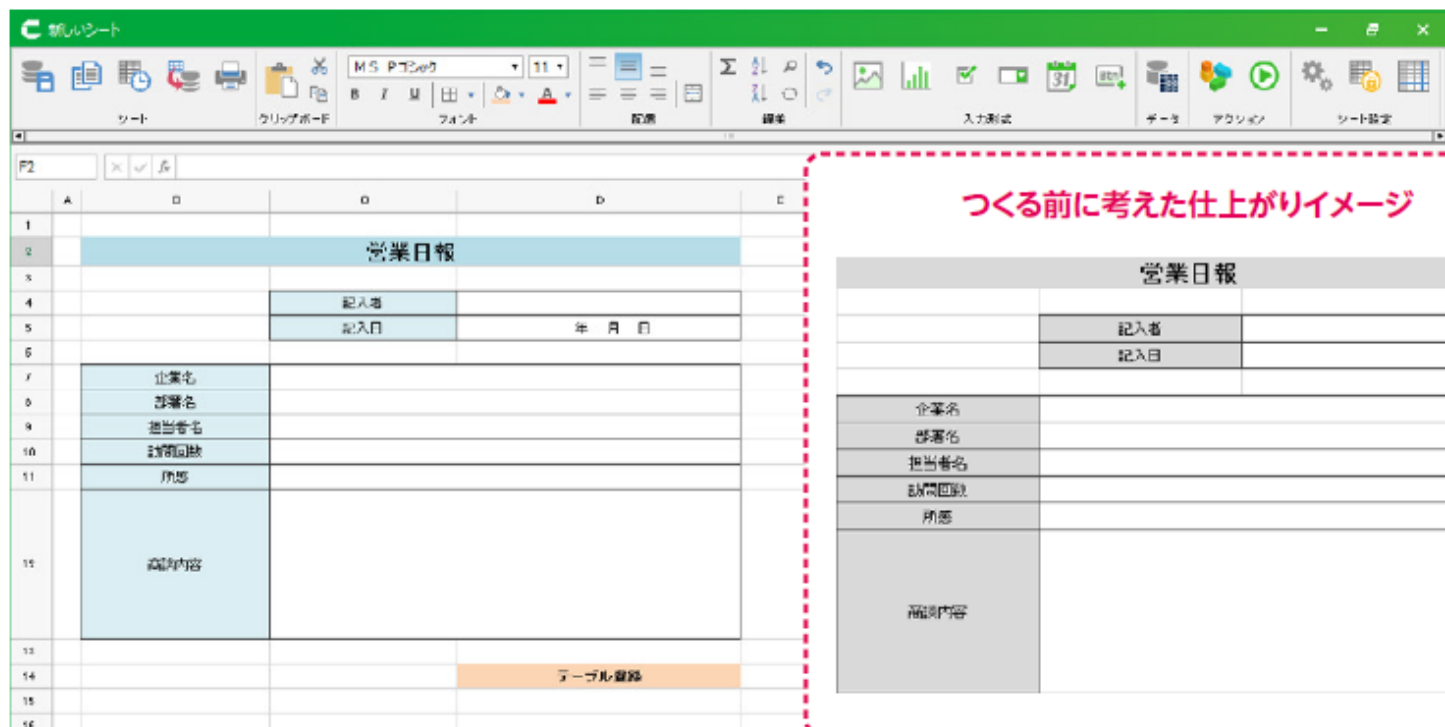 新しいシート
MS Pゴシック 11
B I U A Σ
31
シート クリップボード フォント 配置 編集 入力形式 データ アクション シート設定
F2 fx
A B C D E
1
2 営業日報
3
4 記入者
5 記入日 年 月 日
6
7 企業名
8 部署名
9 担当者名
10 訪問回数
11 所感
12 商談内容
13
14 テーブル登録
15
16
つくる前に考えた仕上がりイメージ
営業日報
記入者
記入日
企業名
部署名
担当者名
訪問回数
所感
商談内容